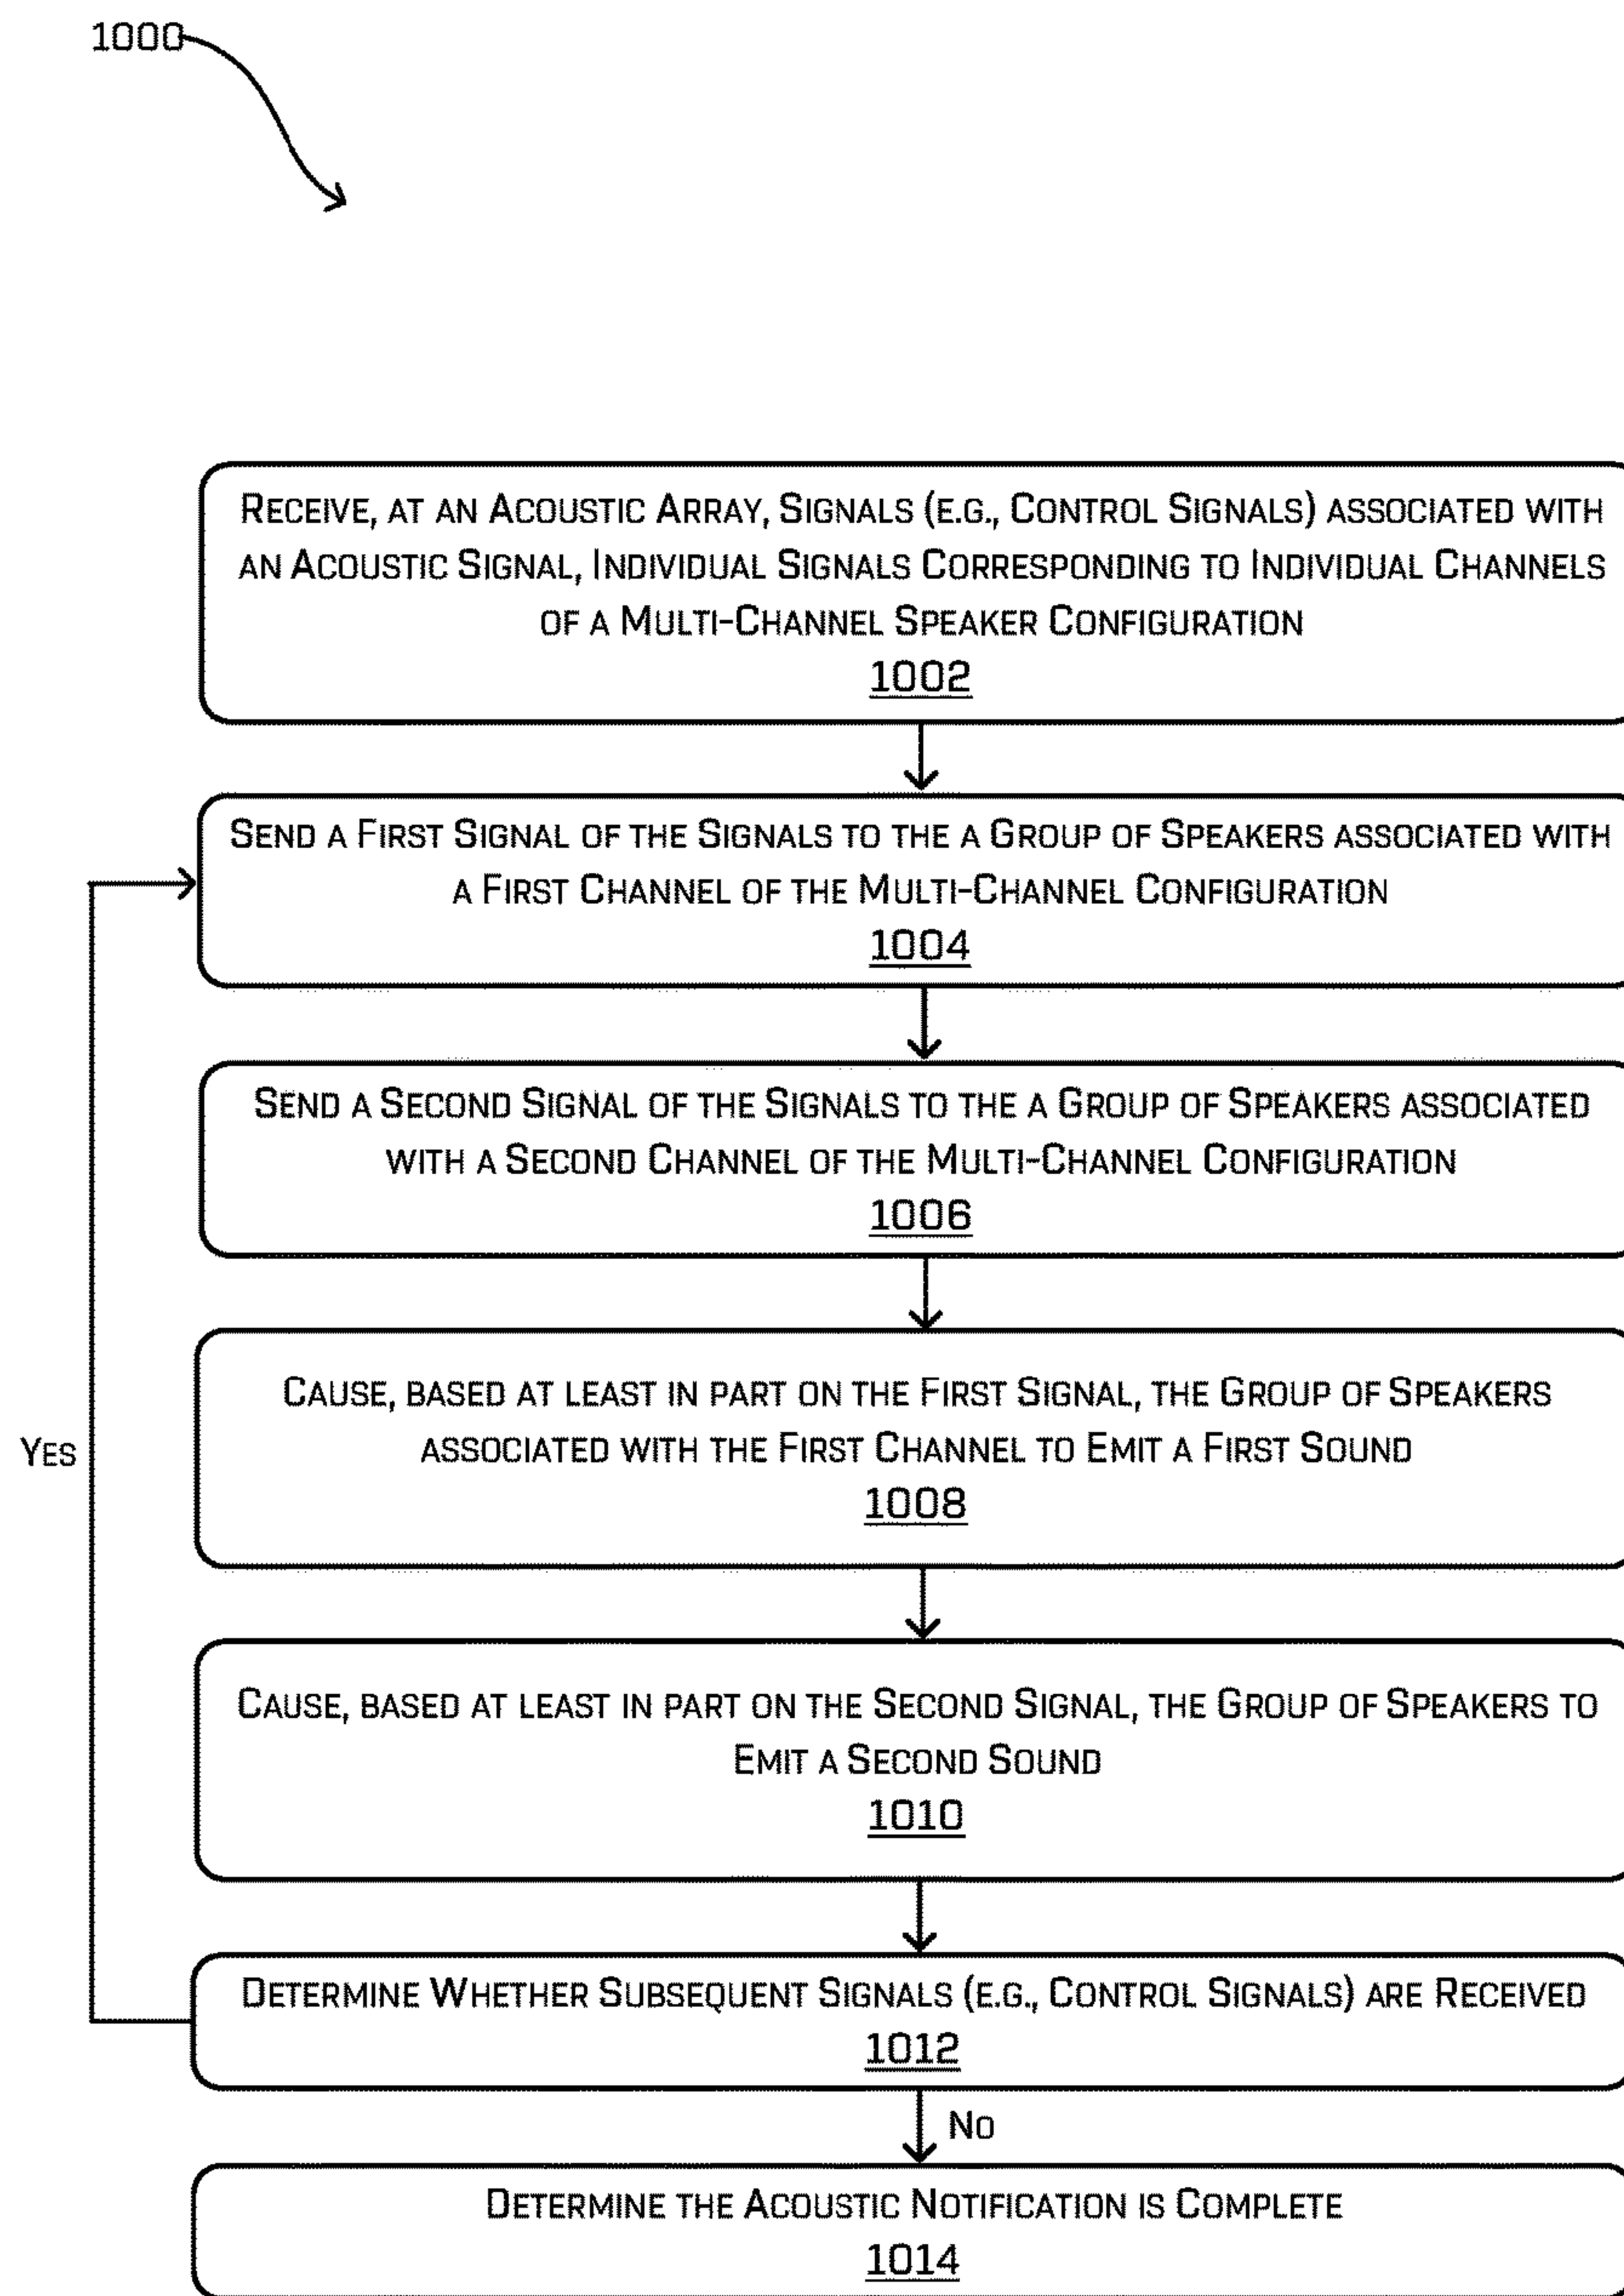 1000
Receive, at an Acoustic Array, Signals (e.g., Control Signals) associated with
an Acoustic Signal, Individual Signals Corresponding to Individual Channels
of a Multi-Channel Speaker Configuration
1002
Send a First Signal of the Signals to the a Group of Speakers associated with
a First Channel of the Multi-Channel Configuration
1004
Send a Second Signal of the Signals to the a Group of Speakers associated
with a Second Channel of the Multi-Channel Configuration
1006
Cause, based at least in part on the First Signal, the Group of Speakers
associated with the First Channel to Emit a First Sound
1008
Yes
Cause, based at least in part on the Second Signal, the Group of Speakers to
Emit a Second Sound
1010
Determine Whether Subsequent Signals (e.g., Control Signals) are Received
1012
No
Determine the Acoustic Notification is Complete
1014